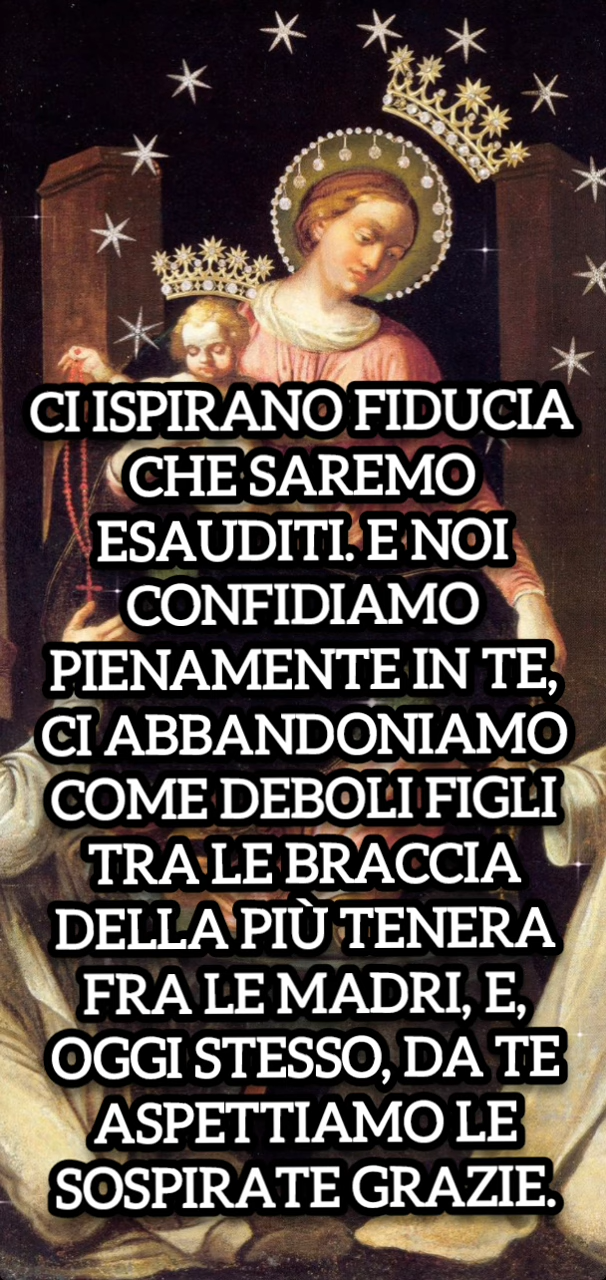 CI ISPIRANO FIDUCIA
CHE SAREMO
ESAUDITI. E NOI
CONFIDIAMO
PIENAMENTE IN TE,
CI ABBANDONIAMO
COME DEBOLI FIGLI
TRA LE BRACCIA
DELLA PIÙ TENERA
FRA LE MADRI, E,
OGGI STESSO, DA TE
ASPETTIAMO LE
SOSPIRATE GRAZIE.